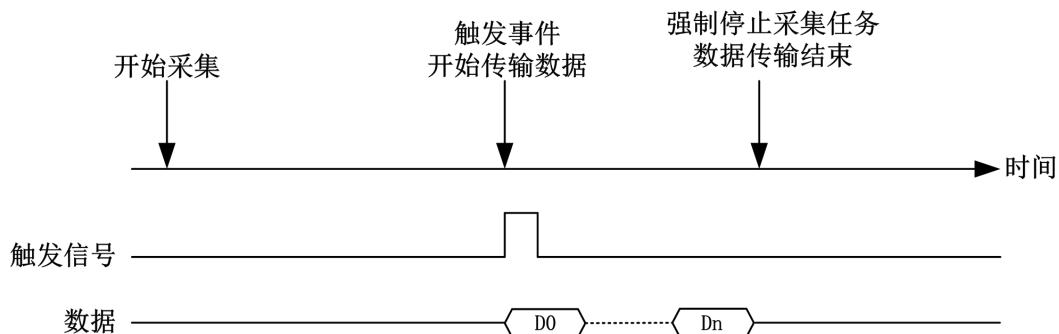 开始采集
触发事件
开始传输数据
强制停止采集任务
数据传输结束
时间
触发信号
数据
D0
Dn